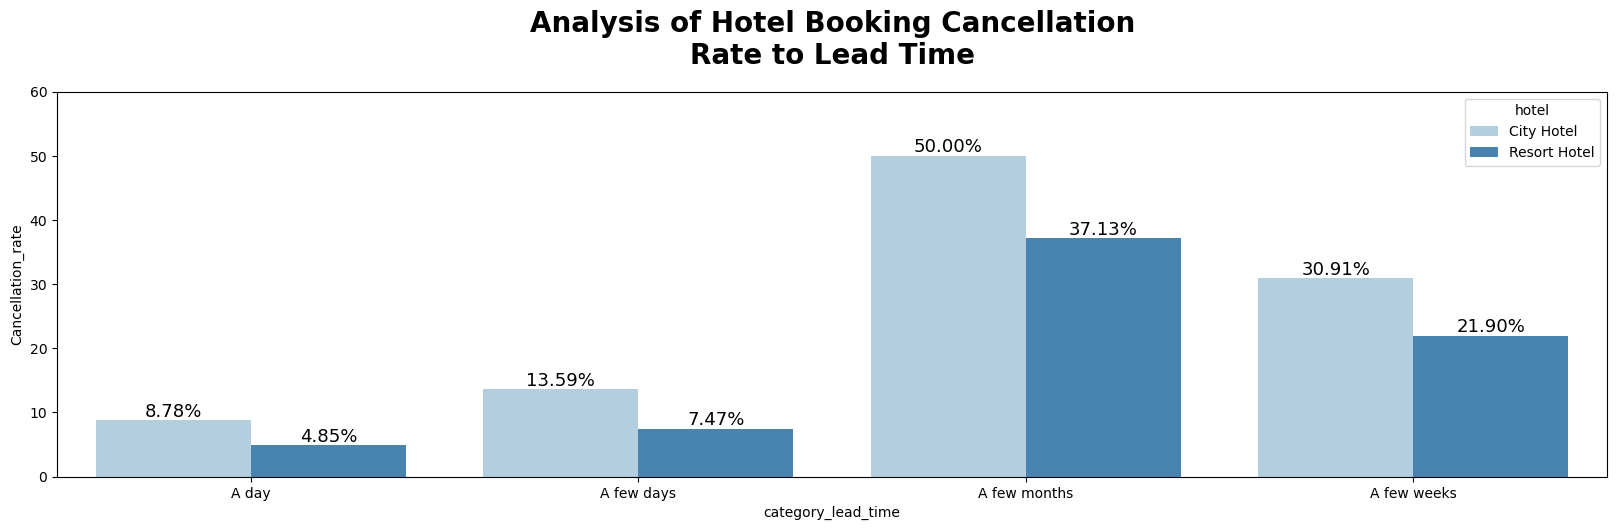 Analysis of Hotel Booking Cancellation
Rate to Lead Time
hotel
City Hotel
Resort Hotel
Cancellation_rate
60
50
40
30
20
10
0
8.78%
4.85%
13.59%
7.47%
50.00%
37.13%
30.91%
21.90%
A day
A few days
A few months
A few weeks
category_lead_time